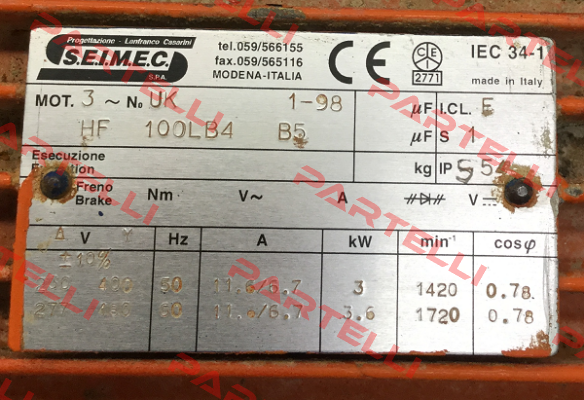 Progettazione - Lanfranco Casarini
S.E.I.M.E.C. S.P.A.
tel.059/566155
fax.059/565116
MODENA-ITALIA
CE
CEI
2771
IEC 34-1
made in Italy
MOT. 3~ No UK 1-98 µF I.CL. F
HF 100LB4 B5 µF S 1
Esecuzione kg IP 55
Freno
Brake Nm V~ A V
Δ V Y Hz A kW min⁻¹ cosφ
±10%
400 50 11,6/6,7 3 1420 0.78
277 60 11,6/6,7 3.6 1720 0.78
PARTELLI